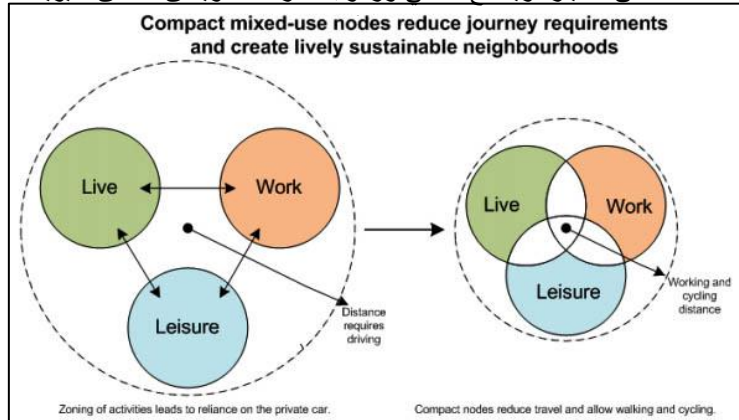 Compact mixed-use nodes reduce journey requirements
and create lively sustainable neighbourhoods
Live
Work
Leisure
Distance
requires
driving
Live
Work
Leisure
Working and
cycling
distance
Zoning of activities leads to reliance on the private car.
Compact nodes reduce travel and allow walking and cycling.